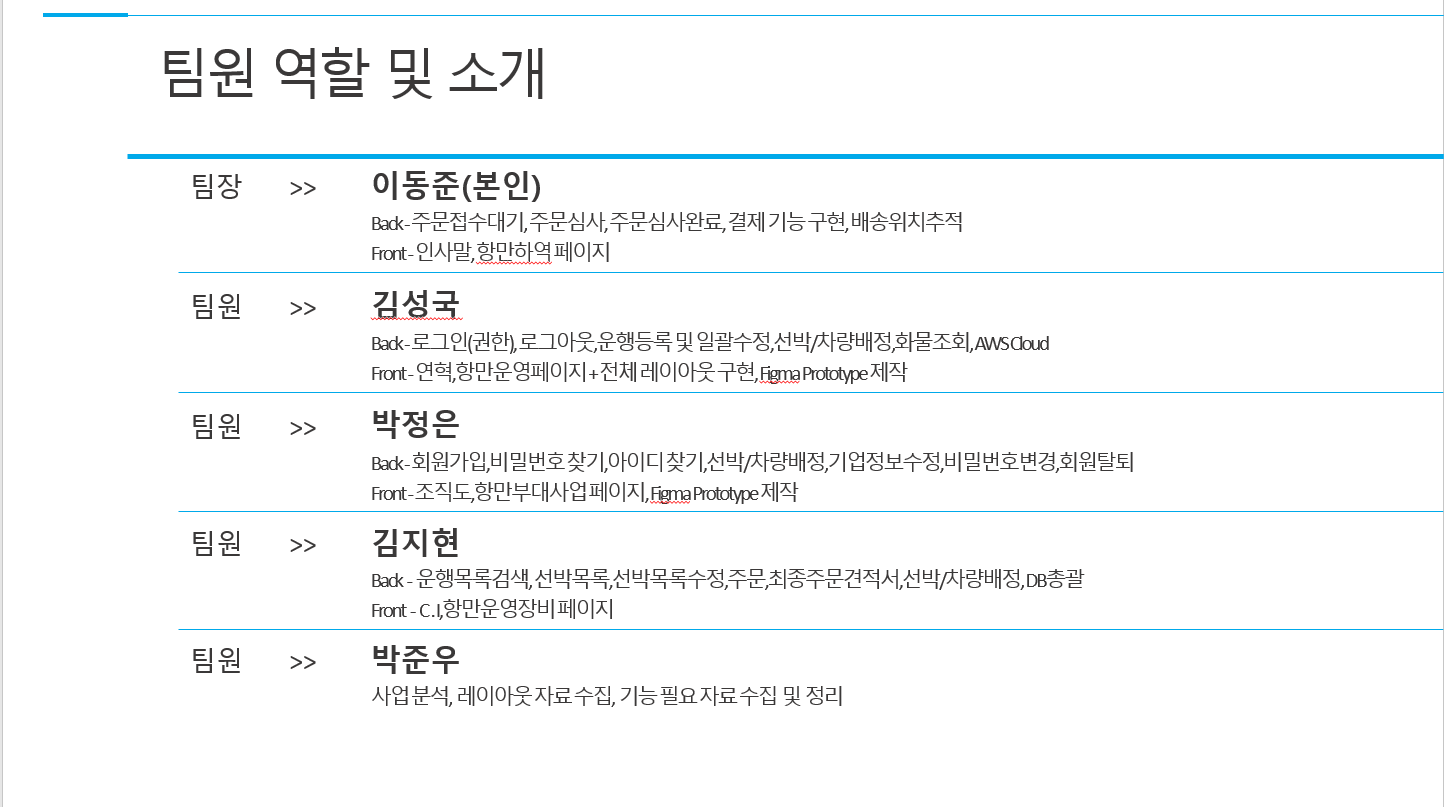 팀원 역할 및 소개
팀장 >> 이동준(본인)
Back - 주문접수대기, 주문심사, 주문심사완료, 결제 기능 구현, 배송위치추적
Front - 인사말, 항만하역 페이지
팀원 >> 김성국
Back - 로그인(권한), 로그아웃,운행등록 및 일괄수정,선박/차량배정,화물조회, AWS Cloud
Front - 연혁,항만운영페이지 + 전체 레이아웃 구현, Figma Prototype 제작
팀원 >> 박정은
Back - 회원가입,비밀번호 찾기,아이디 찾기,선박/차량배정,기업정보수정,비밀번호변경,회원탈퇴
Front - 조직도,항만부대사업 페이지, Figma Prototype 제작
팀원 >> 김지현
Back - 운행목록검색, 선박목록,선박목록수정,주문,최종주문견적서,선박/차량배정, DB총괄
Front - C.I,항만운영장비 페이지
팀원 >> 박준우
사업 분석, 레이아웃 자료 수집, 기능 필요 자료 수집 및 정리